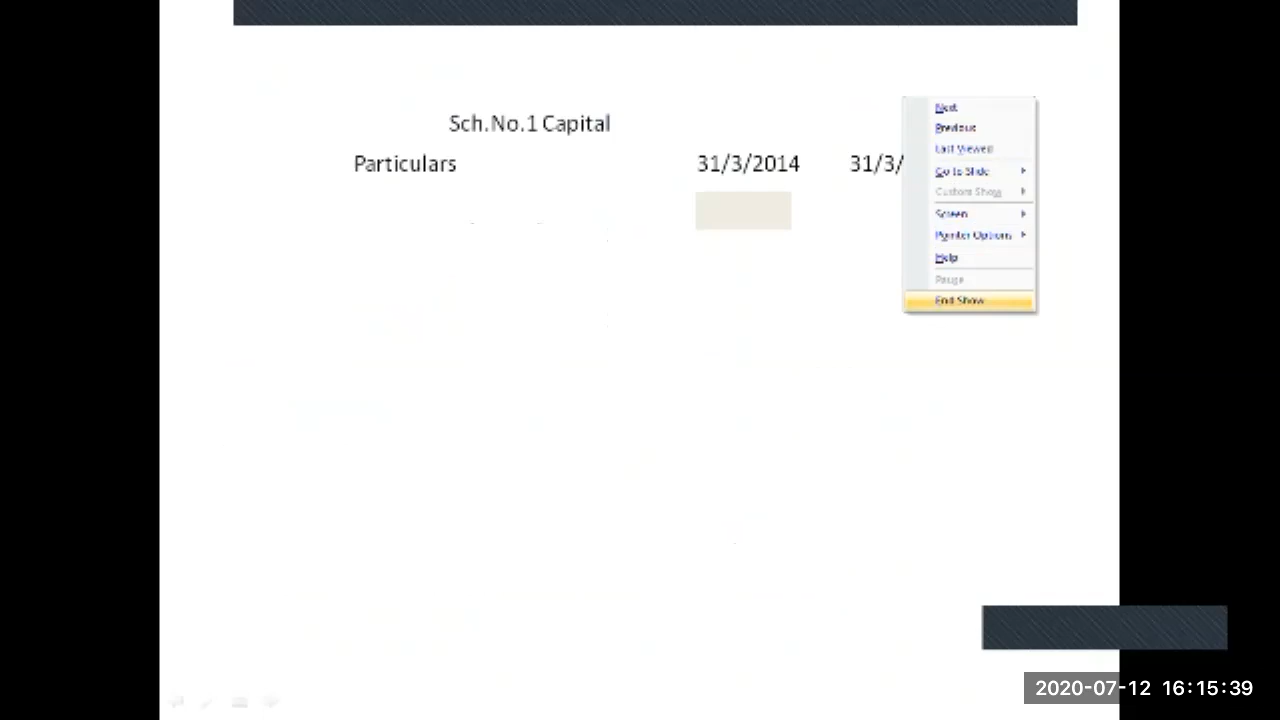 Sch.No.1 Capital
Particulars 31/3/2014 31/3/
Next
Previous
Last Viewed
Go to Slide
Custom Show
Screen
Pointer Options
Help
Pause
End Show
2020-07-12 16:15:39